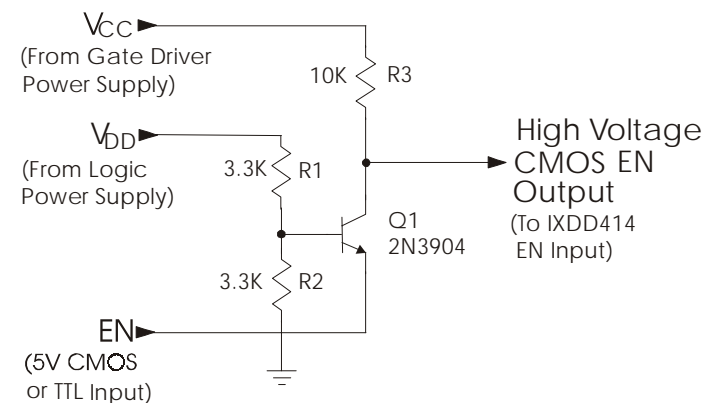 VCC
(From Gate Driver
Power Supply)
10K
R3
VDD
(From Logic
Power Supply)
3.3K
R1
High Voltage
CMOS EN
Output
(To IXDD414
EN Input)
Q1
2N3904
3.3K
R2
EN
(5V CMOS
or TTL Input)